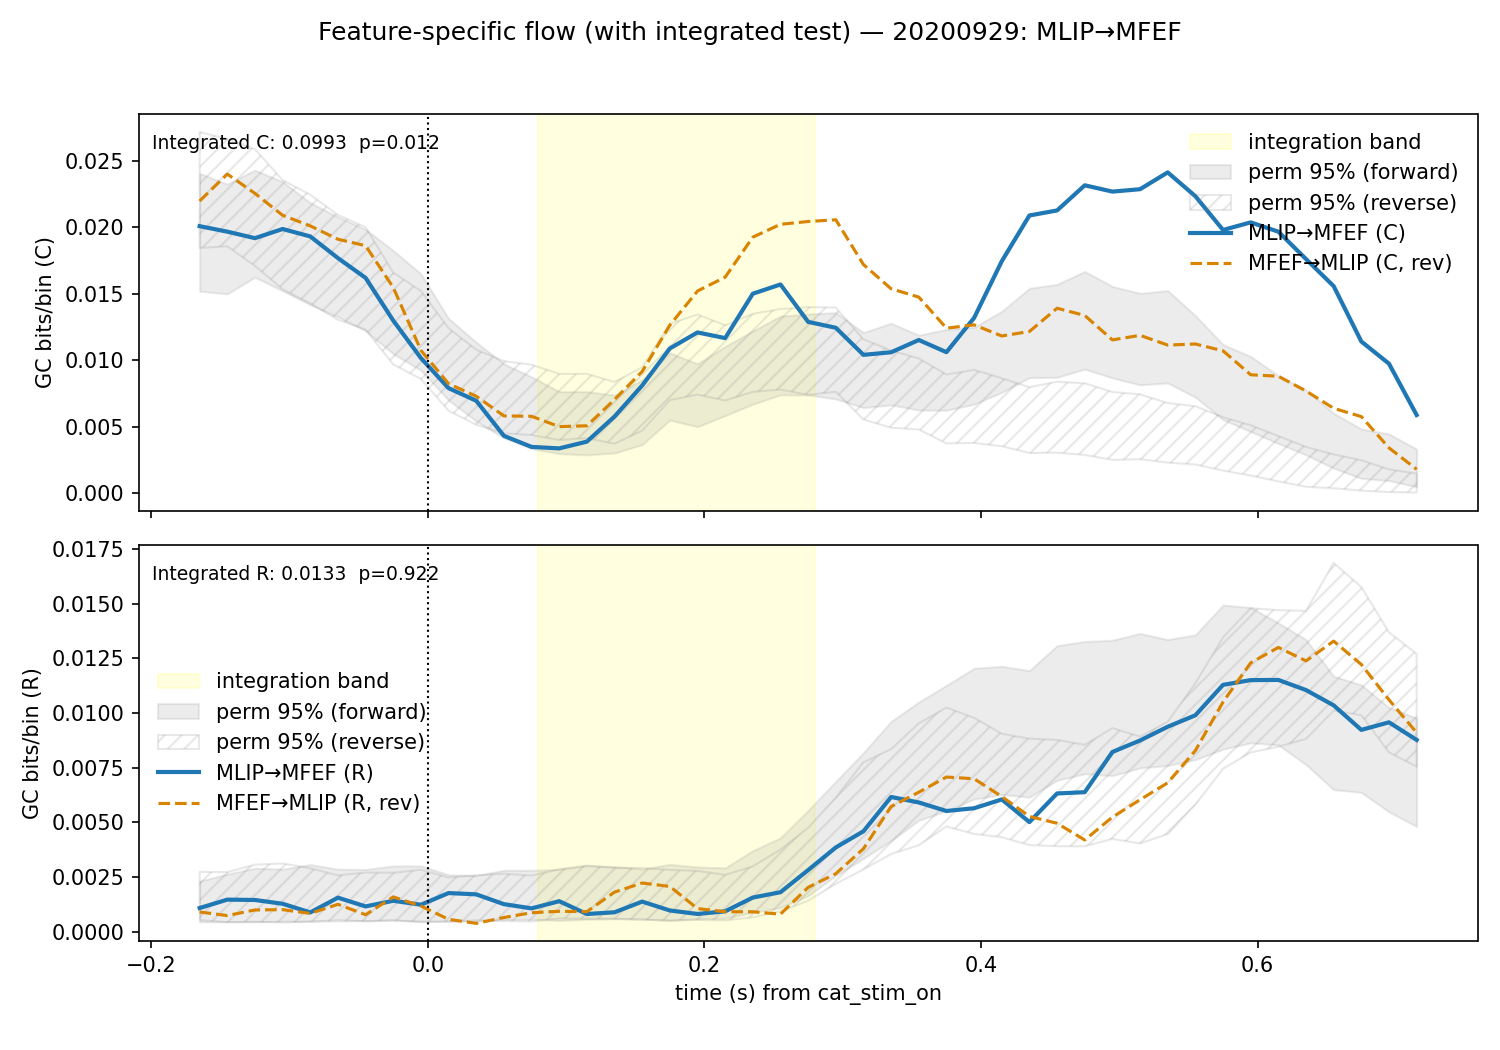 Feature-specific flow (with integrated test) — 20200929: MLIP→MFEF
Integrated C: 0.0993  p=0.012
integration band
perm 95% (forward)
perm 95% (reverse)
MLIP→MFEF (C)
MFEF→MLIP (C, rev)
GC bits/bin (C)
0.025
0.020
0.015
0.010
0.005
0.000
Integrated R: 0.0133  p=0.922
integration band
perm 95% (forward)
perm 95% (reverse)
MLIP→MFEF (R)
MFEF→MLIP (R, rev)
GC bits/bin (R)
0.0175
0.0150
0.0125
0.0100
0.0075
0.0050
0.0025
0.0000
−0.2 0.0 0.2 0.4 0.6
time (s) from cat_stim_on